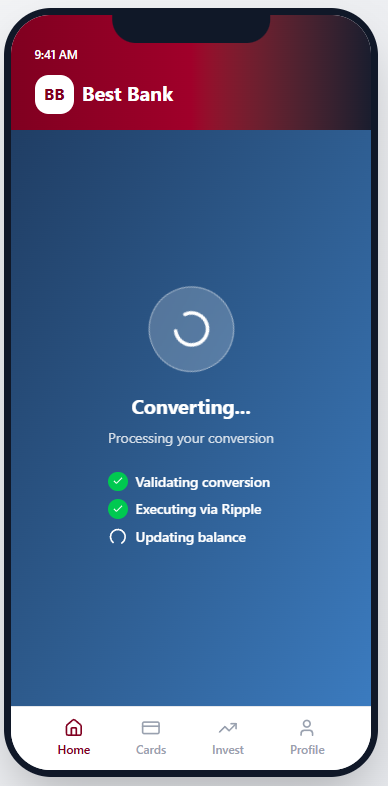 9:41 AM
BB Best Bank
Converting...
Processing your conversion
Validating conversion
Executing via Ripple
Updating balance
Home Cards Invest Profile